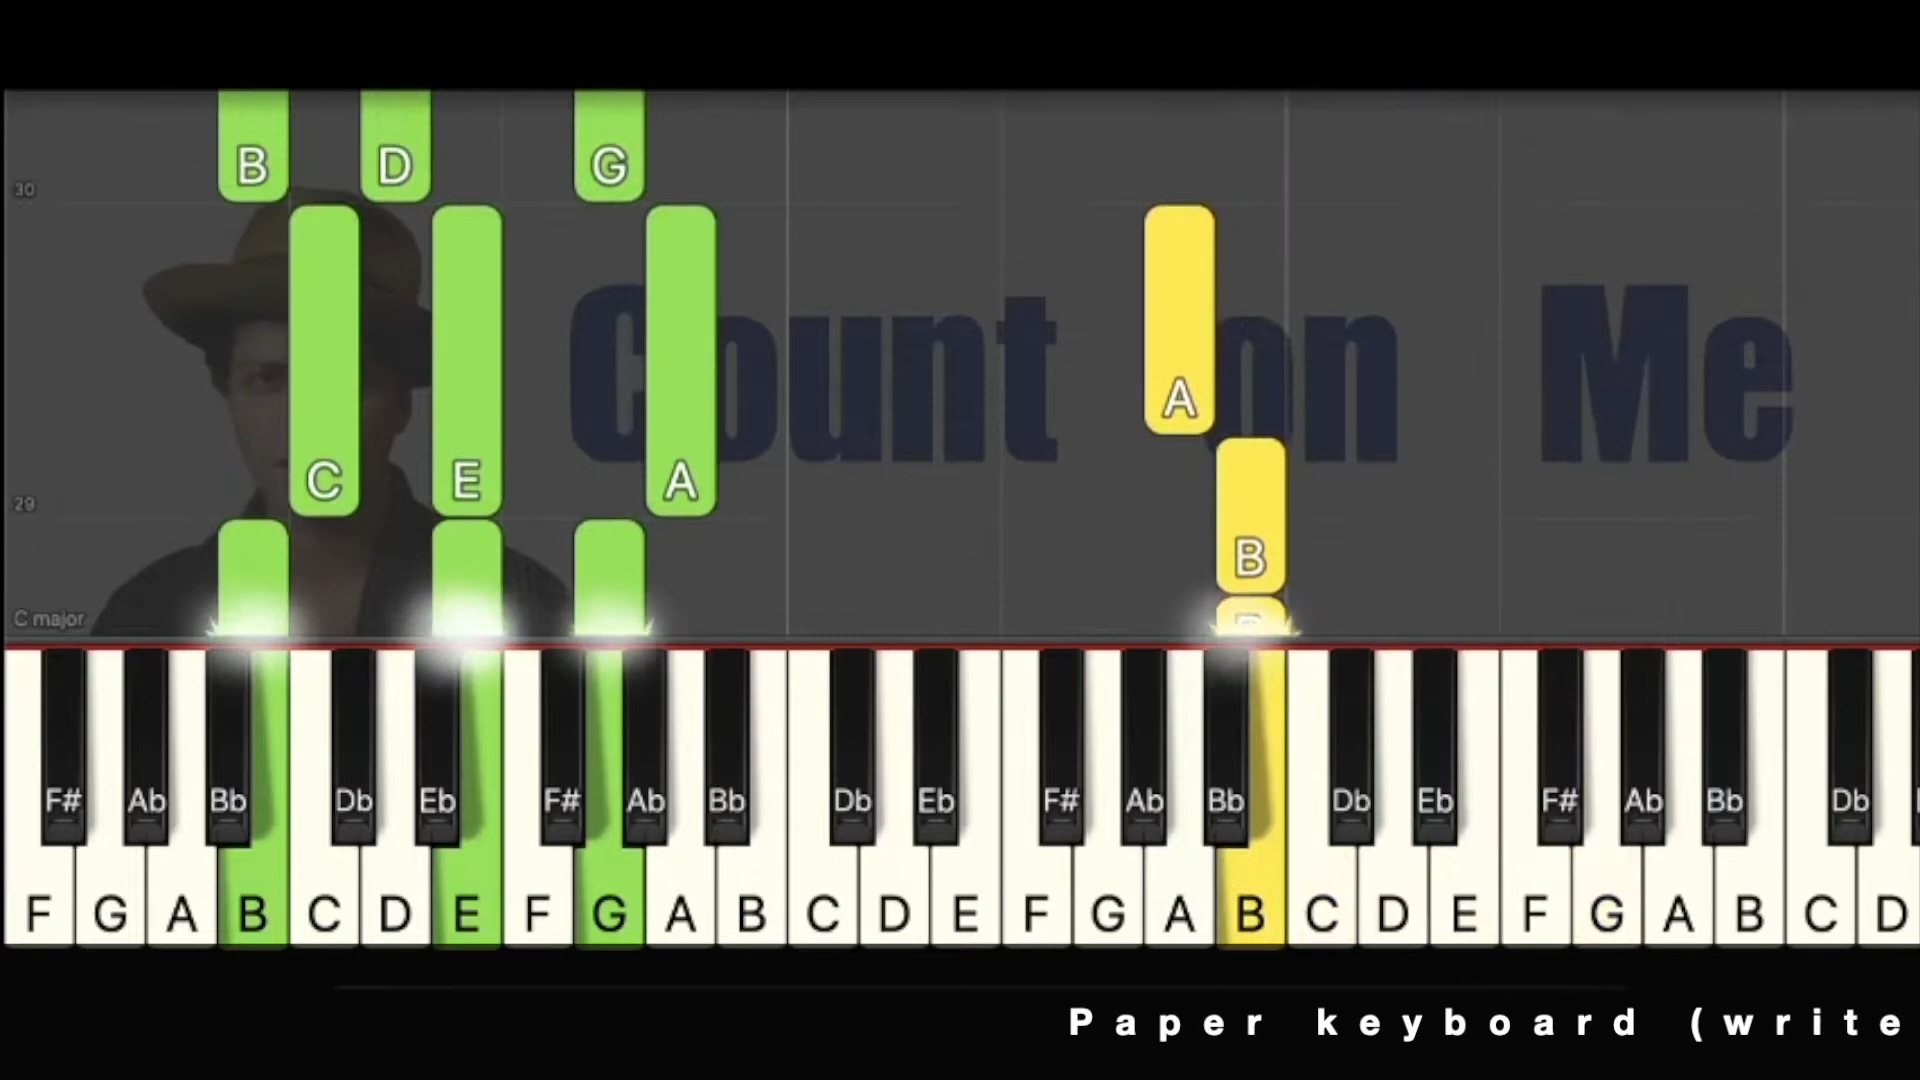 B D G
30
Count on Me
A
C E A
29
B
C major
F# Ab Bb Db Eb F# Ab Bb Db Eb F# Ab Bb Db Eb F# Ab Bb Db
F G A B C D E F G A B C D E F G A B C D E F G A B C D
Paper keyboard (write